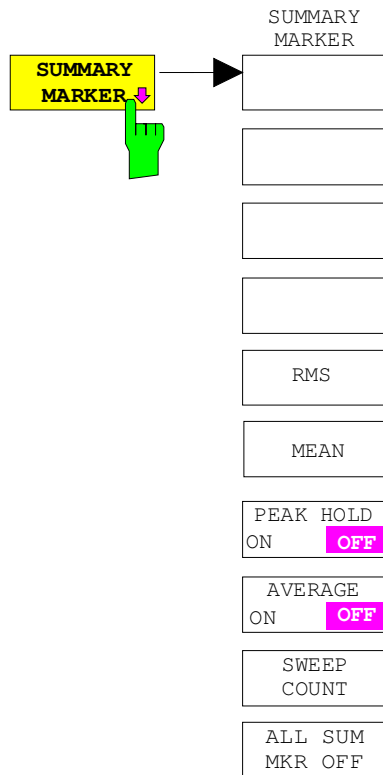 SUMMARY
MARKER
SUMMARY
MARKER
RMS
MEAN
PEAK HOLD
ON OFF
AVERAGE
ON OFF
SWEEP
COUNT
ALL SUM
MKR OFF